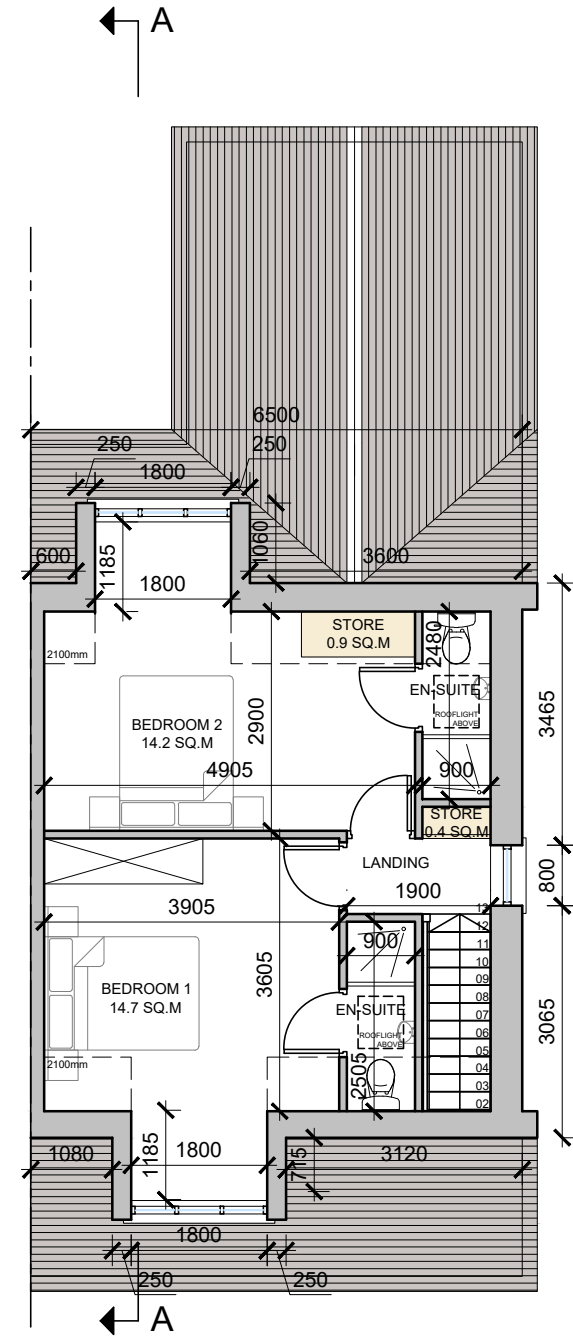 A
6500
250
250
1800
600
1185
1060
3600
1800
STORE
0.9 SQ.M
2480
2100mm
EN-SUITE
ROOFLIGHT
ABOVE
BEDROOM 2
14.2 SQ.M
2900
3465
4905
900
STORE
0.4 SQ.M
LANDING
800
1900
3905
13
12
11
10
09
08
07
06
05
04
03
02
900
3605
BEDROOM 1
14.7 SQ.M
EN-SUITE
ROOFLIGHT
ABOVE
3065
2100mm
2505
1080
1185
1800
715
3120
1800
250
250
A